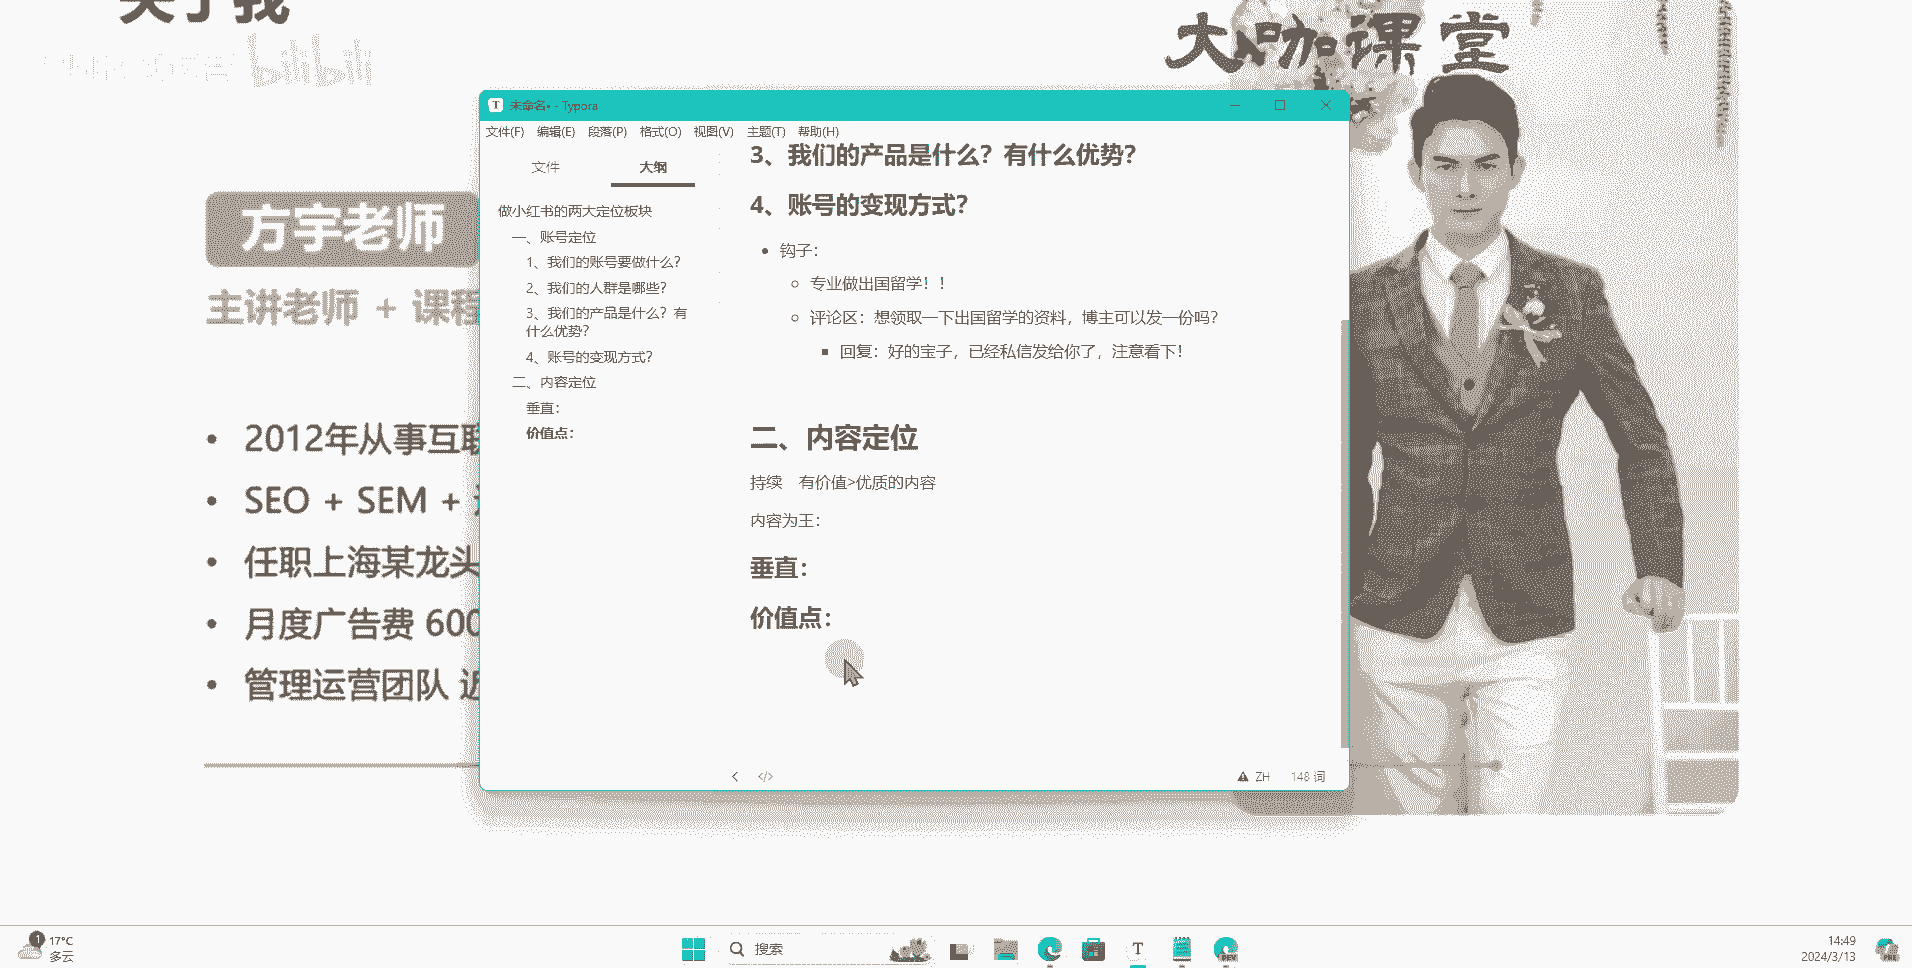 关于我
bilibili
大咖课堂
方宇老师
主讲老师 + 课程
2012年从事互联
SEO + SEM +
任职上海某龙头
月度广告费 600
管理运营团队 近
T 未命名• - Typora
文件(F) 编辑(E) 段落(P) 格式(O) 视图(V) 主题(T) 帮助(H)
文件 大纲
做小红书的两大定位板块
一、账号定位
1、我们的账号要做什么？
2、我们的人群是哪些？
3、我们的产品是什么？有
什么优势？
4、账号的变现方式？
二、内容定位
垂直：
价值点：
3、我们的产品是什么？有什么优势？
4、账号的变现方式？
钩子：
专业做出国留学！！
评论区：想领取一下出国留学的资料，博主可以发一份吗？
回复：好的宝子，已经私信发给你了，注意看下！
二、内容定位
持续 有价值>优质的内容
内容为王：
垂直：
价值点：
</> ZH 148 词
1 17°C
多云
搜索
T
DEV
14:49
2024/3/13
PRE